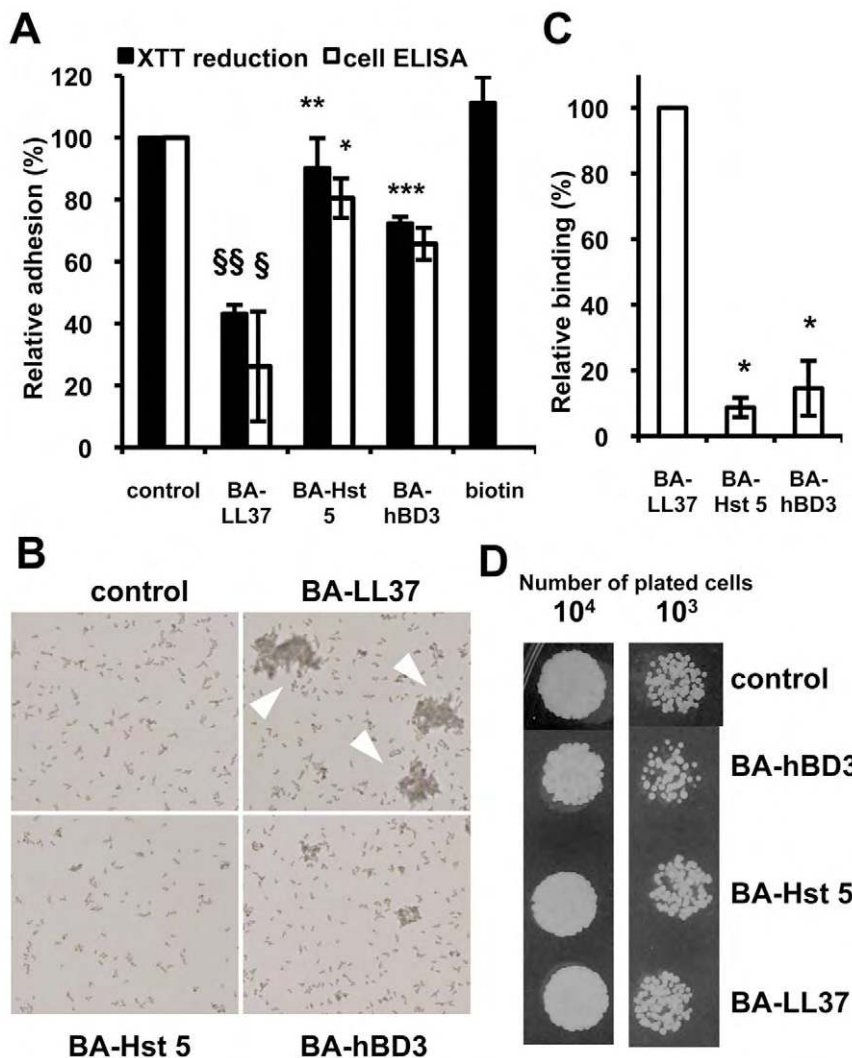 A
XTT reduction cell ELISA
Relative adhesion (%)
120
100
80
60
40
20
0
§§ §
** *
***
control BA-LL37 BA-Hst 5 BA-hBD3 biotin
C
Relative binding (%)
100
80
60
40
20
0
* *
BA-LL37 BA-Hst 5 BA-hBD3
B
control BA-LL37
BA-Hst 5 BA-hBD3
D
Number of plated cells
10⁴ 10³
control
BA-hBD3
BA-Hst 5
BA-LL37